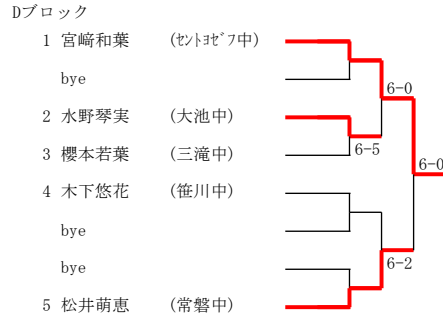 Dブロック
1 宮﨑和葉 (セントヨゼフ中)
bye
6-0
2 水野琴実 (大池中)
3 櫻本若葉 (三滝中) 6-5
6-0
4 木下悠花 (笹川中)
bye
bye 6-2
5 松井萌恵 (常磐中)